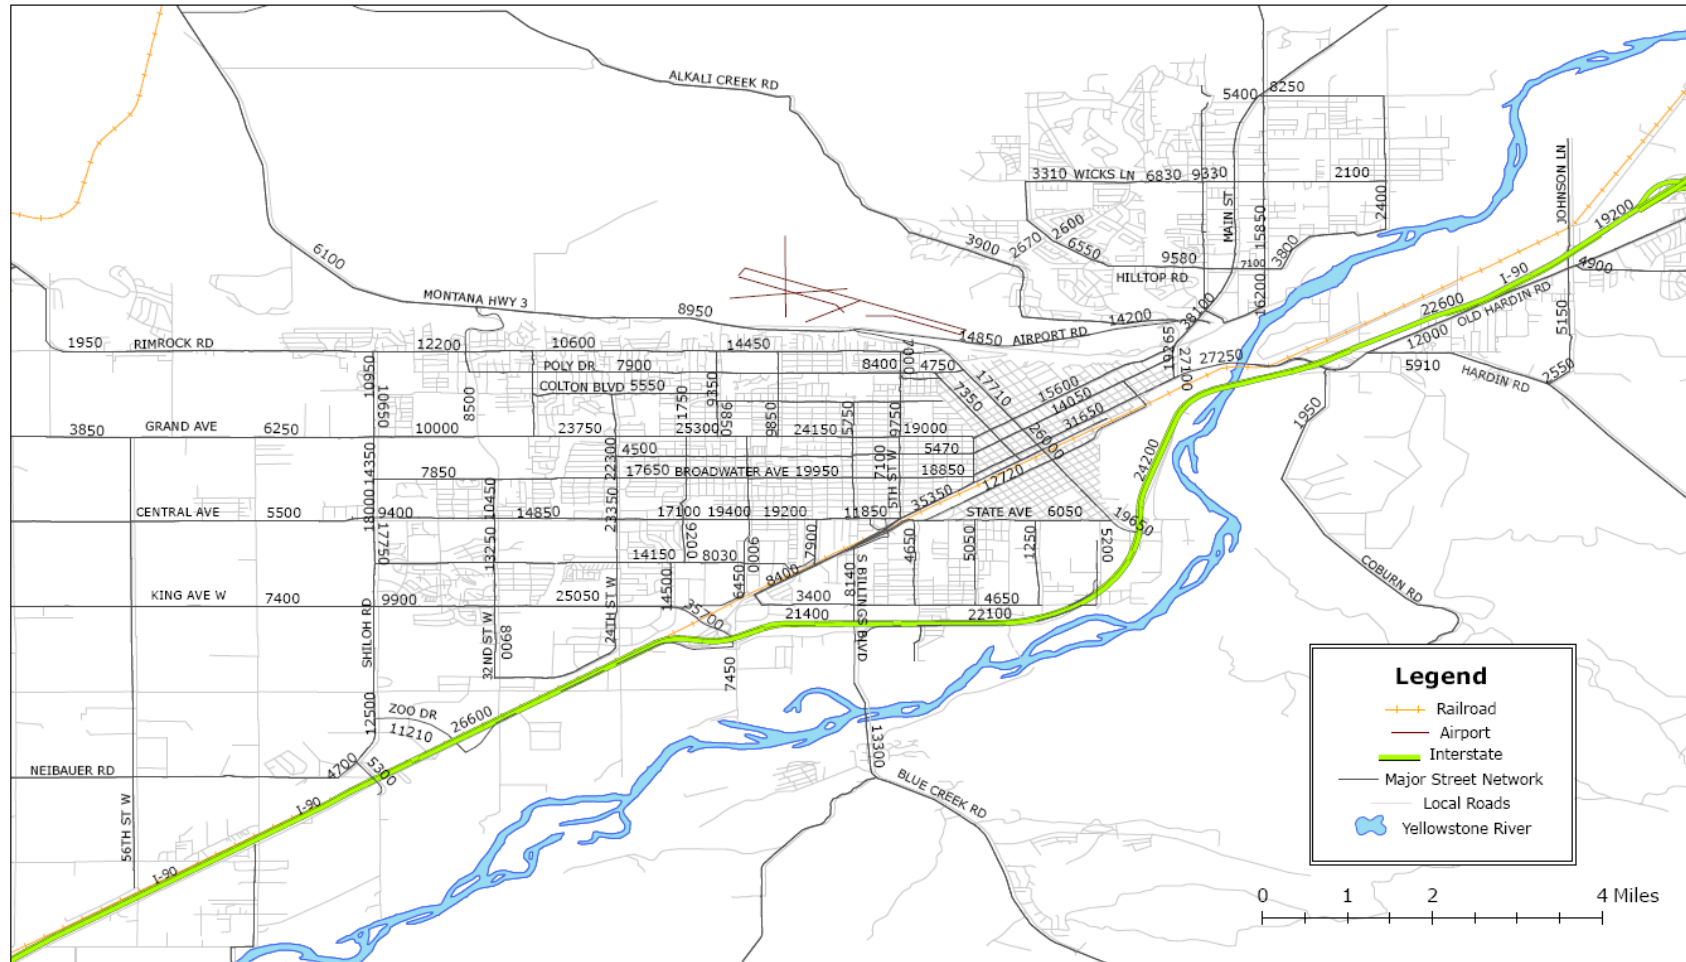 ALKALI CREEK RD
5400
8250
3310 WICKS LN 6830 9330
2100
JOHNSON LN
2400
MAIN ST
15850
19200
6100
3900
2670
2600
6550
9580
7100
3800
HILLTOP RD
4900
I-90
MONTANA HWY 3
8950
14850
AIRPORT RD
14200
38100
16200
22600
OLD HARDIN RD
12000
5150
1950
RIMROCK RD
12200
10600
14450
7000
27100
27250
POLY DR
7900
8400
4750
17710
5910
HARDIN RD
2550
10950
COLTON BLVD 5550
9350
7350
15600
14050
31650
10650
8500
1750
9850
5750
9750
1950
3850
GRAND AVE
6250
10000
23750
25300
24150
19000
2600
14350
22300
4500
5470
7850
17650
BROADWATER AVE 19950
7100
18850
12720
24200
18000
10450
23350
5TH ST W
35350
CENTRAL AVE
5500
9400
14850
17100
19400
19200
11850
STATE AVE
6050
19650
17750
13250
14150
9200
8030
9000
7900
4650
5050
1250
5200
8400
S BILLINGS BLVD
8410
COBURN RD
KING AVE W
7400
9900
25050
14500
6450
3400
4650
35700
21400
22100
SHILOH RD
32ND ST W
8900
24TH ST W
7450
12500
ZOO DR
11210
26600
13300
NEIBAUER RD
4700
5300
BLUE CREEK RD
56TH ST W
I-90
I-90
Legend
Railroad
Airport
Interstate
Major Street Network
Local Roads
Yellowstone River
0 1 2 4 Miles